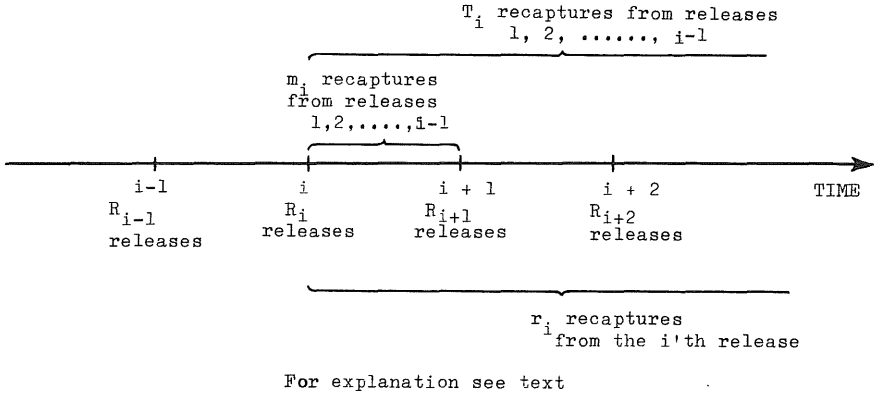 T_i recaptures from releases
1, 2, ......, i-1
m_i recaptures
from releases
1,2,....,i-1
i-1 i i + 1 i + 2 TIME
R_{i-1} R_i R_{i+1} R_{i+2}
releases releases releases releases
r_i recaptures
from the i'th release
For explanation see text